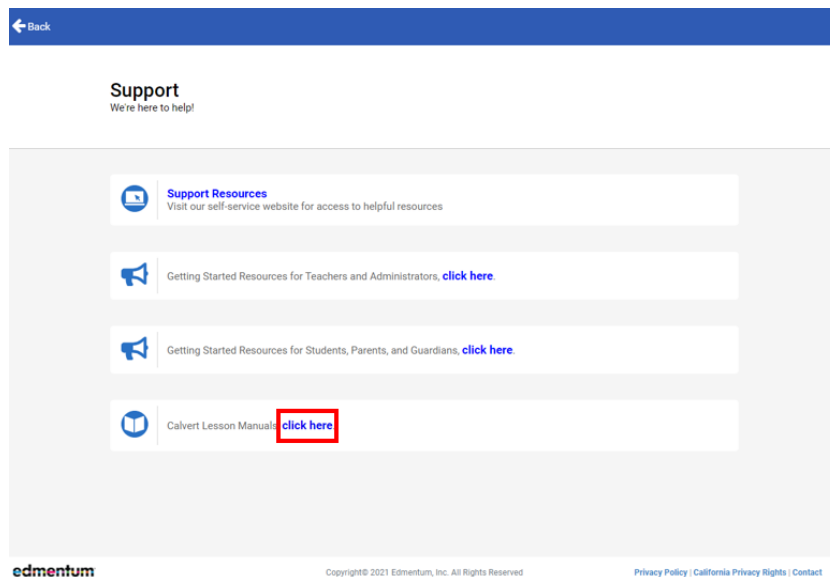 Back
Support
We're here to help!
Support Resources
Visit our self-service website for access to helpful resources
Getting Started Resources for Teachers and Administrators, click here.
Getting Started Resources for Students, Parents, and Guardians, click here.
Calvert Lesson Manuals click here.
edmentum
Copyright© 2021 Edmentum, Inc. All Rights Reserved
Privacy Policy | California Privacy Rights | Contact